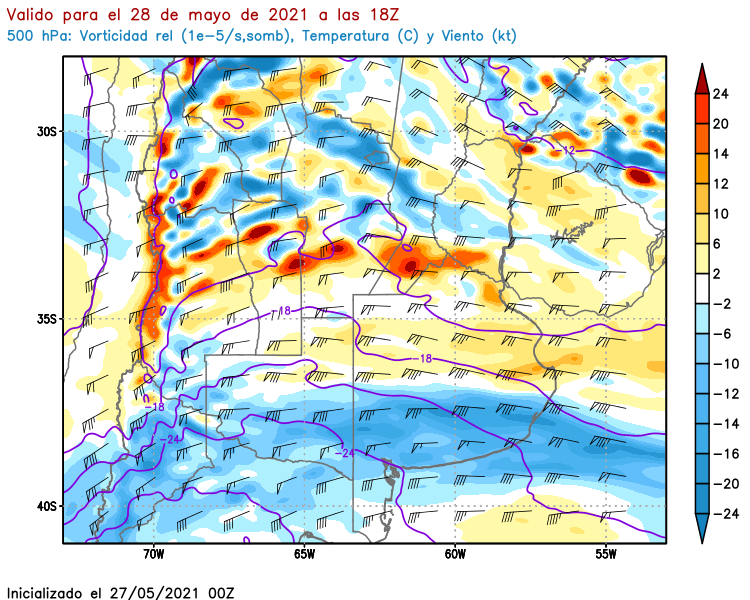 Valido para el 28 de mayo de 2021 a las 18Z
500 hPa: Vorticidad rel (1e-5/s,somb), Temperatura (C) y Viento (kt)
24
20
14
12
10
6
2
-2
-6
-10
-12
-14
-16
-20
-24
30S
35S
40S
-12
-18
-18
-18
-24
-24
70W
65W
60W
55W
Inicializado el 27/05/2021 00Z